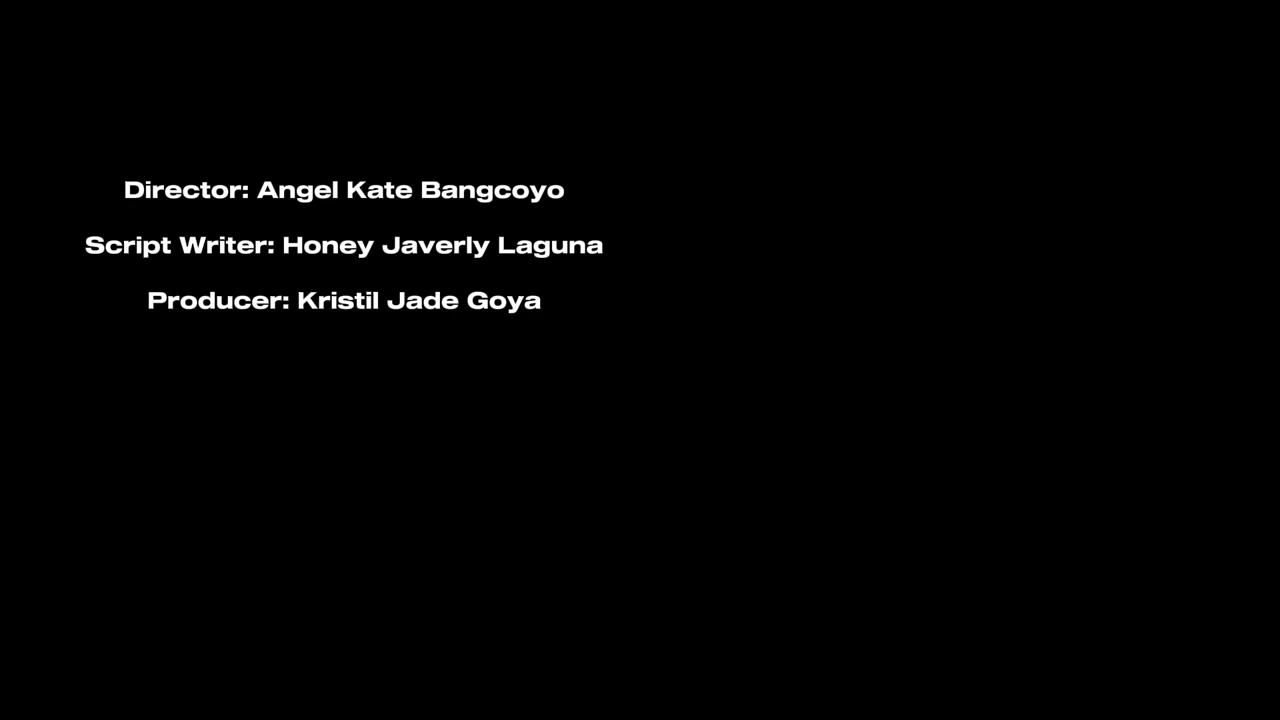 Director: Angel Kate Bangcoyo
Script Writer: Honey Javerly Laguna
Producer: Kristil Jade Goya